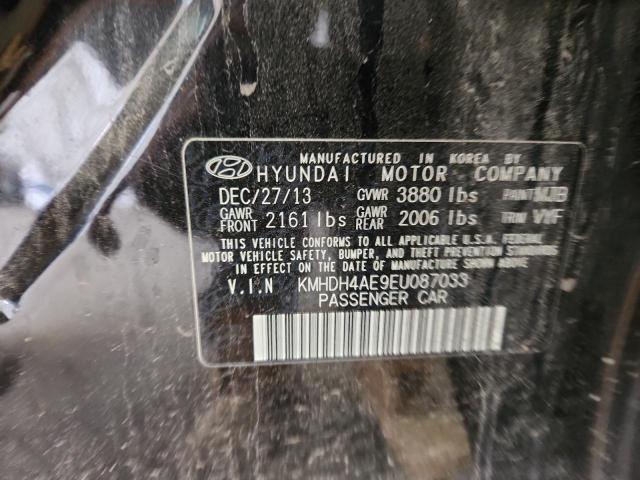 MANUFACTURED IN KOREA BY
HYUNDAI MOTOR COMPANY
DEC/27/13 GVWR 3880 lbs PAINT MZB
GAWR FRONT 2161 lbs GAWR REAR 2006 lbs TRIM VYF
THIS VEHICLE CONFORMS TO ALL APPLICABLE U.S.A. FEDERAL
MOTOR VEHICLE SAFETY, BUMPER, AND THEFT PREVENTION STANDARDS
IN EFFECT ON THE DATE OF MANUFACTURE SHOWN ABOVE.
V.I.N KMHDH4AE9EU087033
PASSENGER CAR